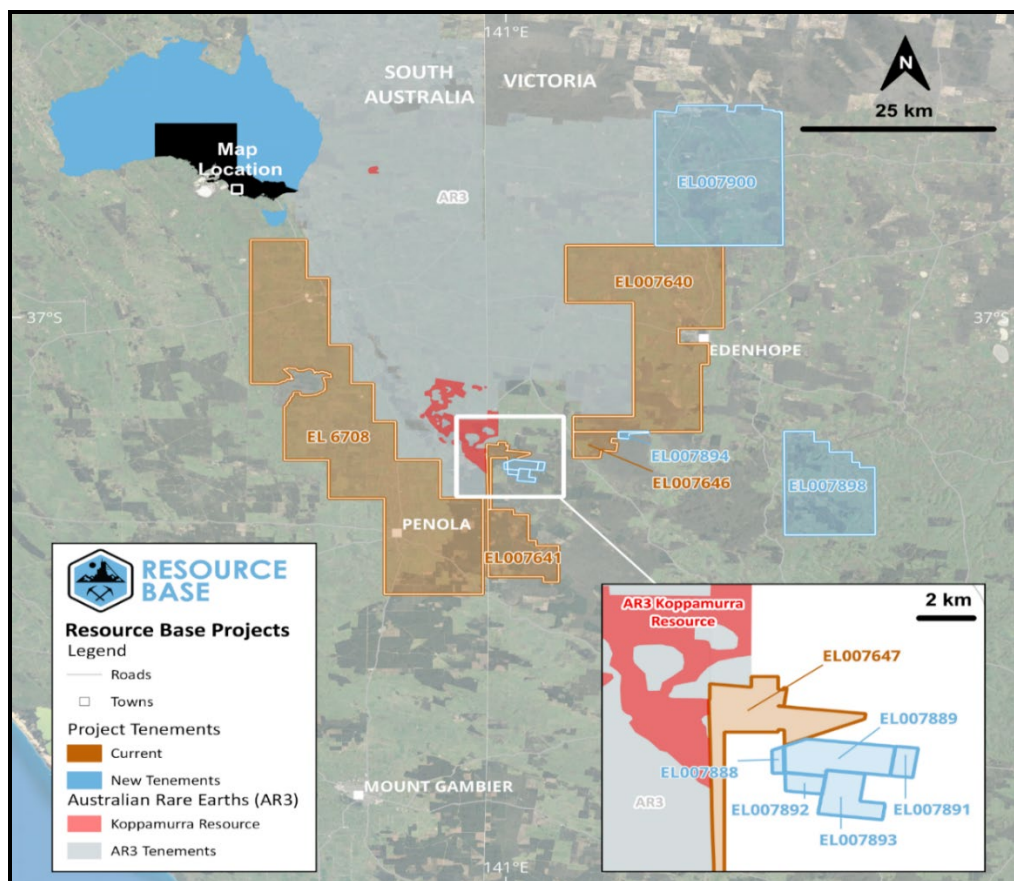 141°E
SOUTH
AUSTRALIA
VICTORIA
N
25 km
Map
Location
AR3
EL007900
EL007640
37°S
37°S
EDENHOPE
EL 6708
EL007894
EL007646
EL007898
PENOLA
EL007641
RESOURCE
BASE
Resource Base Projects
Legend
Roads
Towns
Project Tenements
Current
New Tenements
Australian Rare Earths (AR3)
Koppamurra Resource
AR3 Tenements
MOUNT GAMBIER
141°E
AR3 Koppamurra
Resource
2 km
EL007647
EL007889
EL007888
AR3
EL007892
EL007891
EL007893